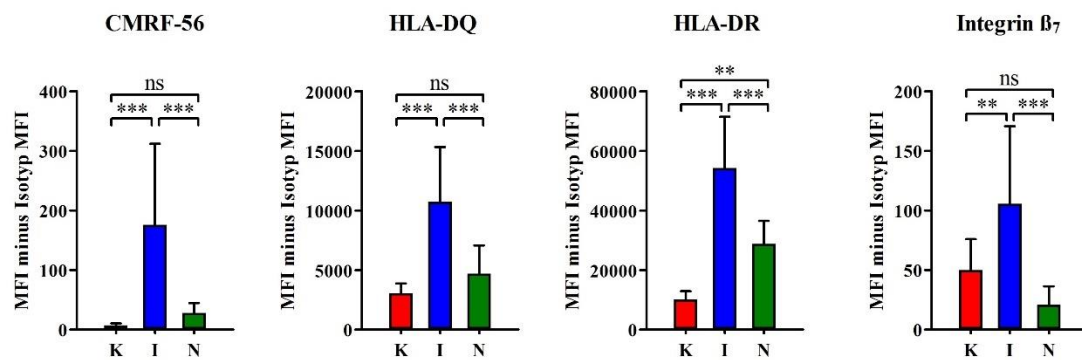 CMRF-56
HLA-DQ
HLA-DR
Integrin ß₇
MFI minus Isotyp MFI
400
300
200
100
0
ns
*** ***
K I N
MFI minus Isotyp MFI
20000
15000
10000
5000
0
ns
*** ***
K I N
MFI minus Isotyp MFI
80000
60000
40000
20000
0
**
*** ***
K I N
MFI minus Isotyp MFI
200
150
100
50
0
ns
** ***
K I N